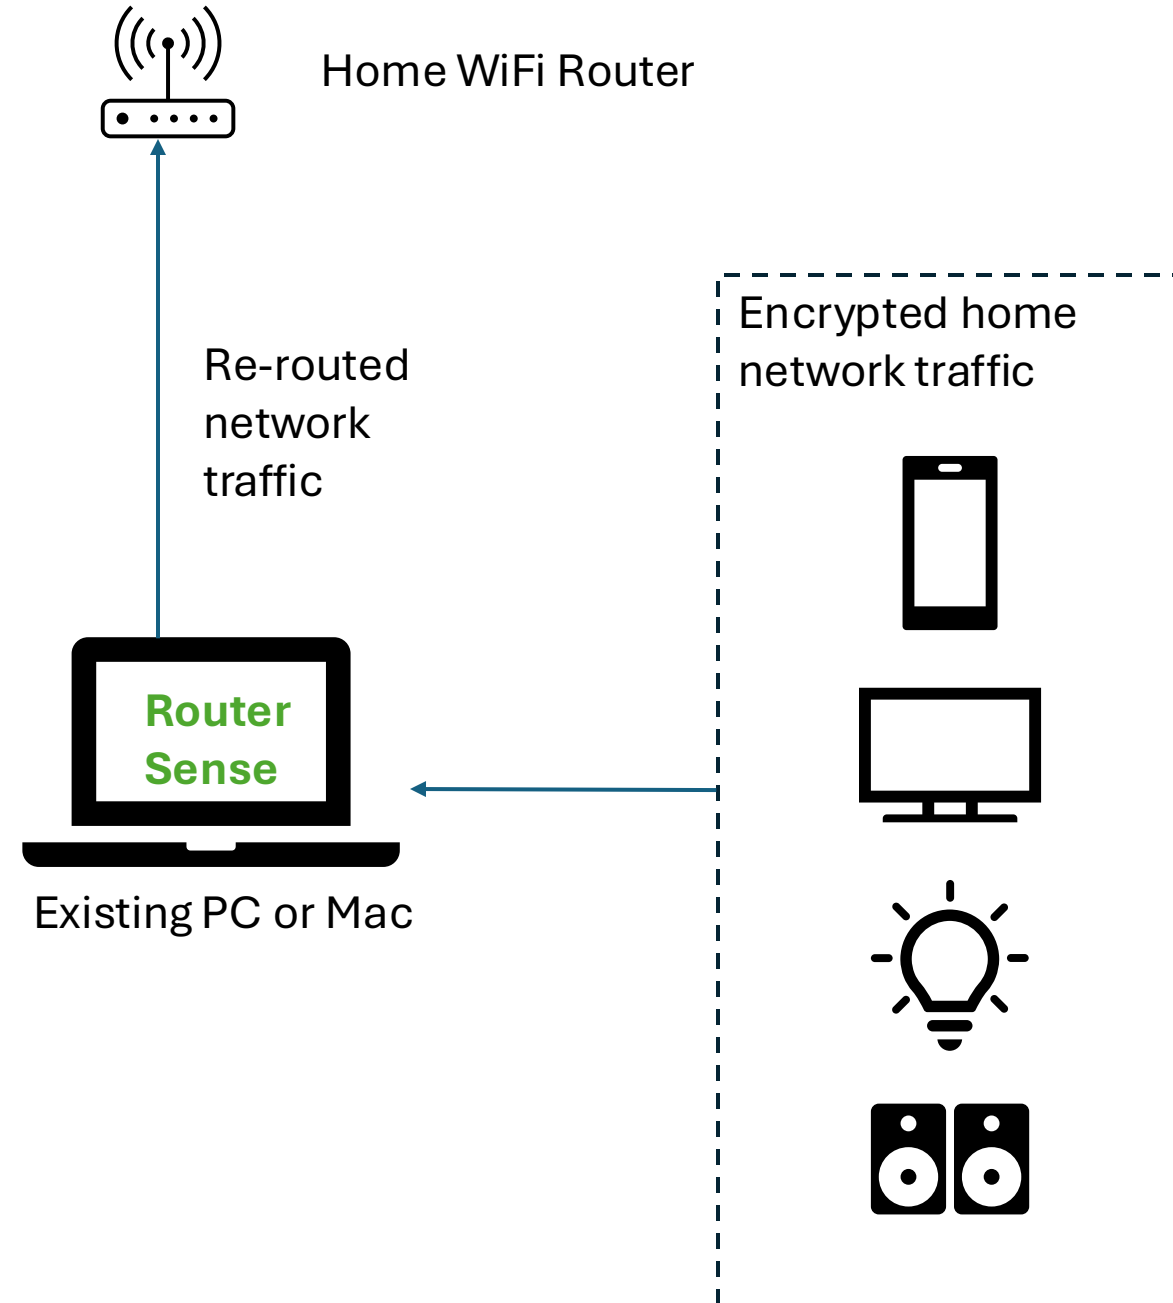 Home WiFi Router
Encrypted home
network traffic
Re-routed
network
traffic
Router
Sense
Existing PC or Mac